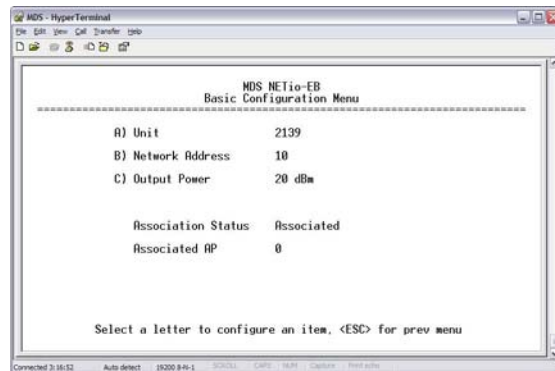 MDS - HyperTerminal
File Edit View Call Transfer Help
MDS NETio-EB
Basic Configuration Menu
==========================================================================
A) Unit 2139
B) Network Address 10
C) Output Power 20 dBm
Association Status Associated
Associated AP 0
Select a letter to configure an item, <ESC> for prev menu
Connected 3:16:52 Auto detect 19200 8-N-1 SCROLL CAPS NUM Capture Print echo